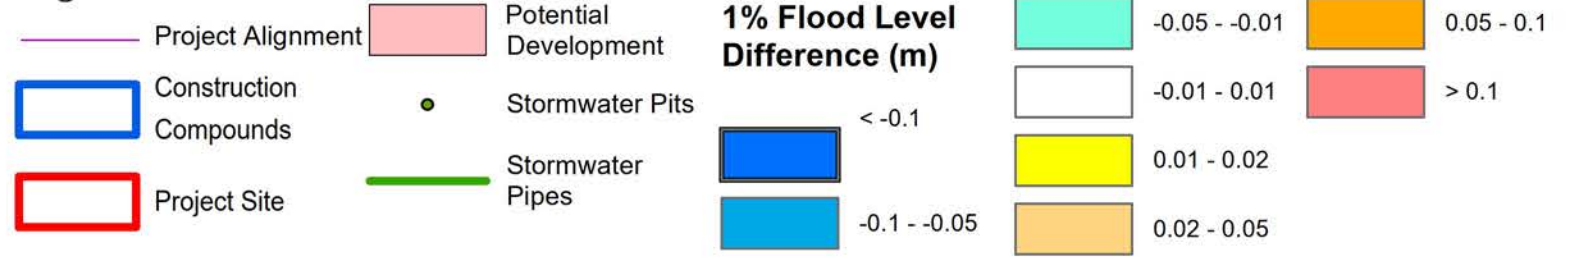 Project Alignment
Construction
Compounds
Project Site
Potential
Development
Stormwater Pits
Stormwater
Pipes
1% Flood Level
Difference (m)
< -0.1
-0.1 - -0.05
-0.05 - -0.01
-0.01 - 0.01
0.01 - 0.02
0.02 - 0.05
0.05 - 0.1
> 0.1